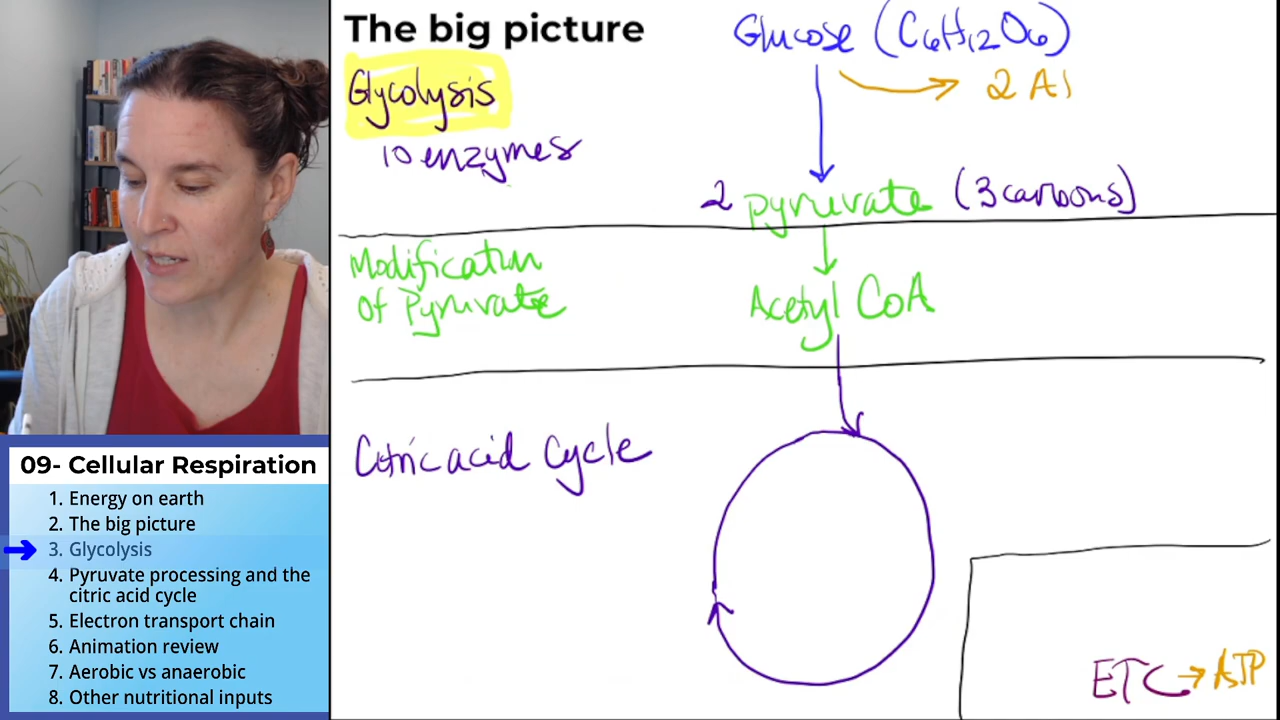 The big picture
Glucose (C6H12O6)
Glycolysis
2 A
10 enzymes
2 pyruvate (3 carbons)
Modification
of Pyruvate
Acetyl CoA
Citric acid Cycle
ETC → ATP
09- Cellular Respiration
1. Energy on earth
2. The big picture
3. Glycolysis
4. Pyruvate processing and the
citric acid cycle
5. Electron transport chain
6. Animation review
7. Aerobic vs anaerobic
8. Other nutritional inputs